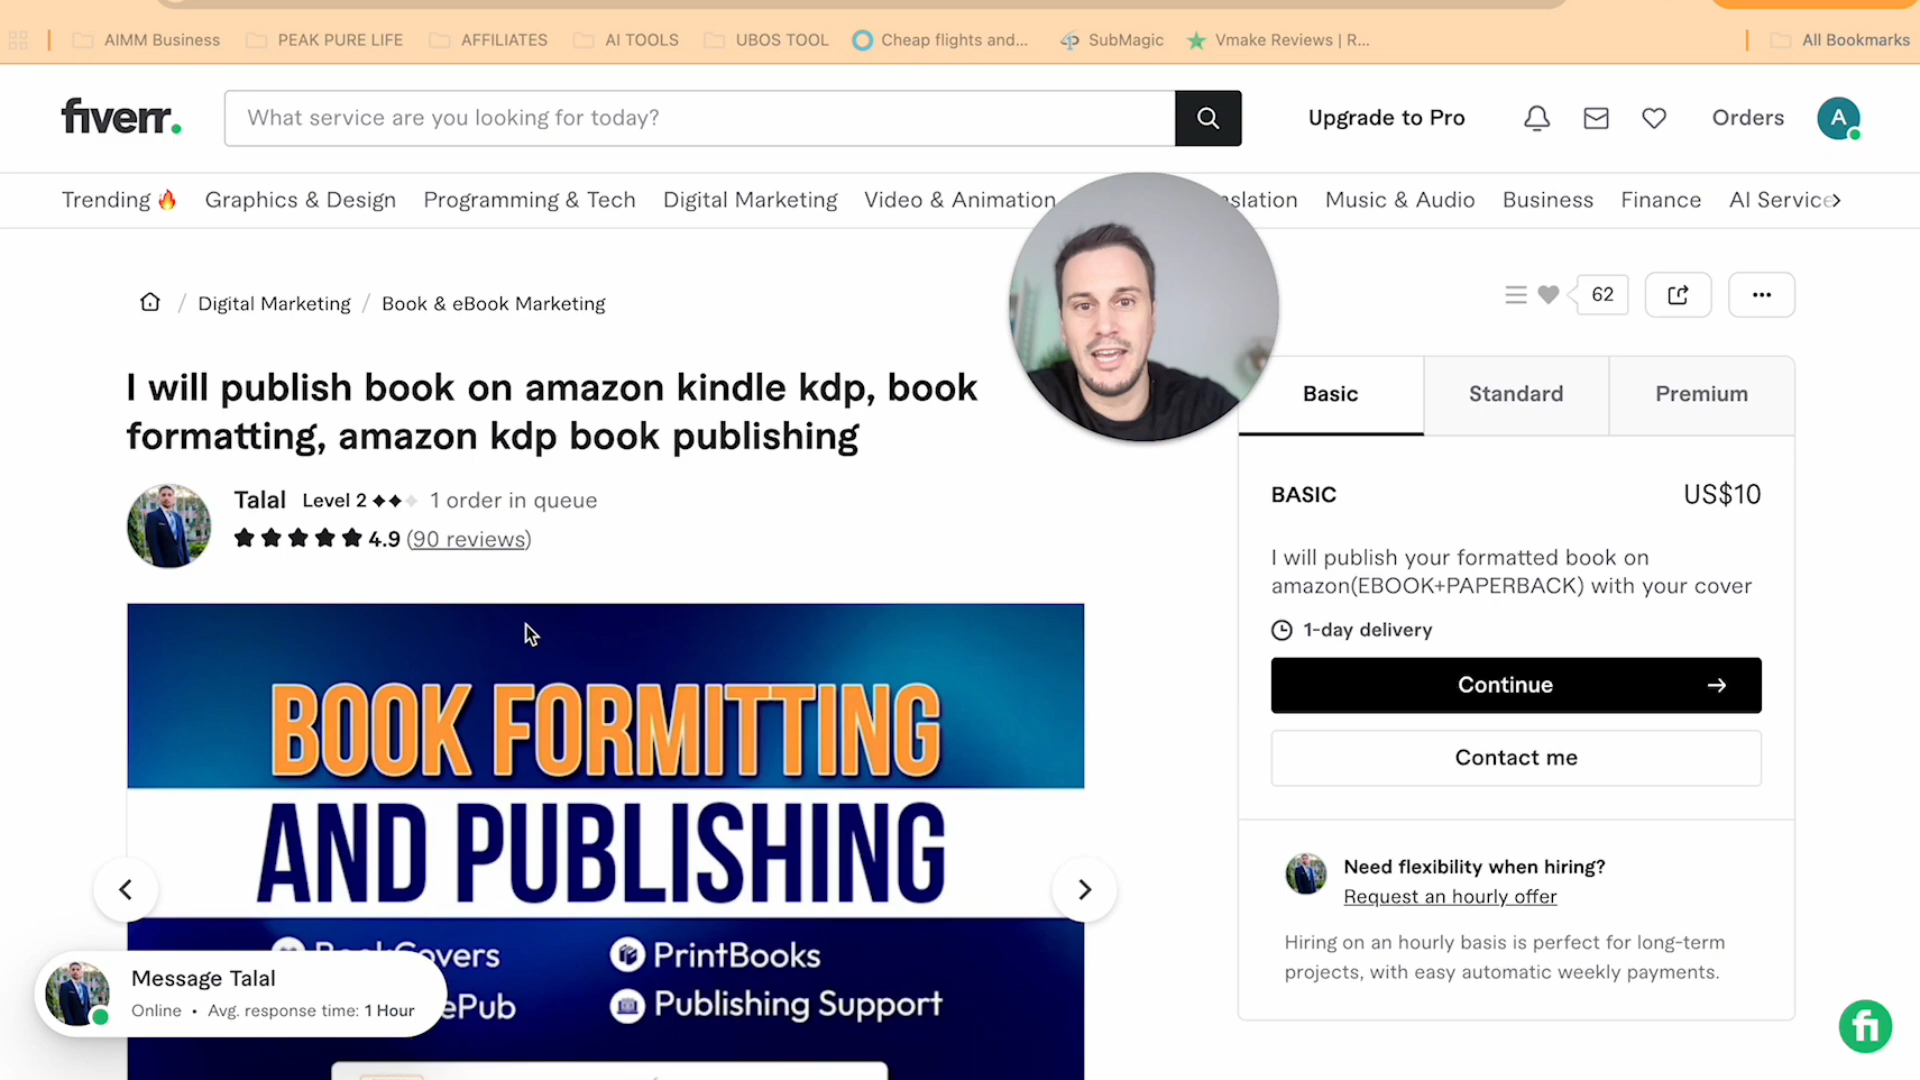 AIMM Business
PEAK PURE LIFE
AFFILIATES
AI TOOLS
UBOS TOOL
Cheap flights and...
SubMagic
Vmake Reviews | R...
All Bookmarks
fiverr.
What service are you looking for today?
Upgrade to Pro
Orders
A
Trending
Graphics & Design
Programming & Tech
Digital Marketing
Video & Animation
Music & Audio
Business
Finance
AI Service
Digital Marketing / Book & eBook Marketing
62
I will publish book on amazon kindle kdp, book
formatting, amazon kdp book publishing
Talal Level 2 1 order in queue
4.9 (90 reviews)
BOOK FORMITTING
AND PUBLISHING
PrintBooks
ePub
Publishing Support
Message Talal
Online • Avg. response time: 1 Hour
Basic
Standard
Premium
BASIC
US$10
I will publish your formatted book on
amazon(EBOOK+PAPERBACK) with your cover
1-day delivery
Continue
Contact me
Need flexibility when hiring?
Request an hourly offer
Hiring on an hourly basis is perfect for long-term
projects, with easy automatic weekly payments.
fi